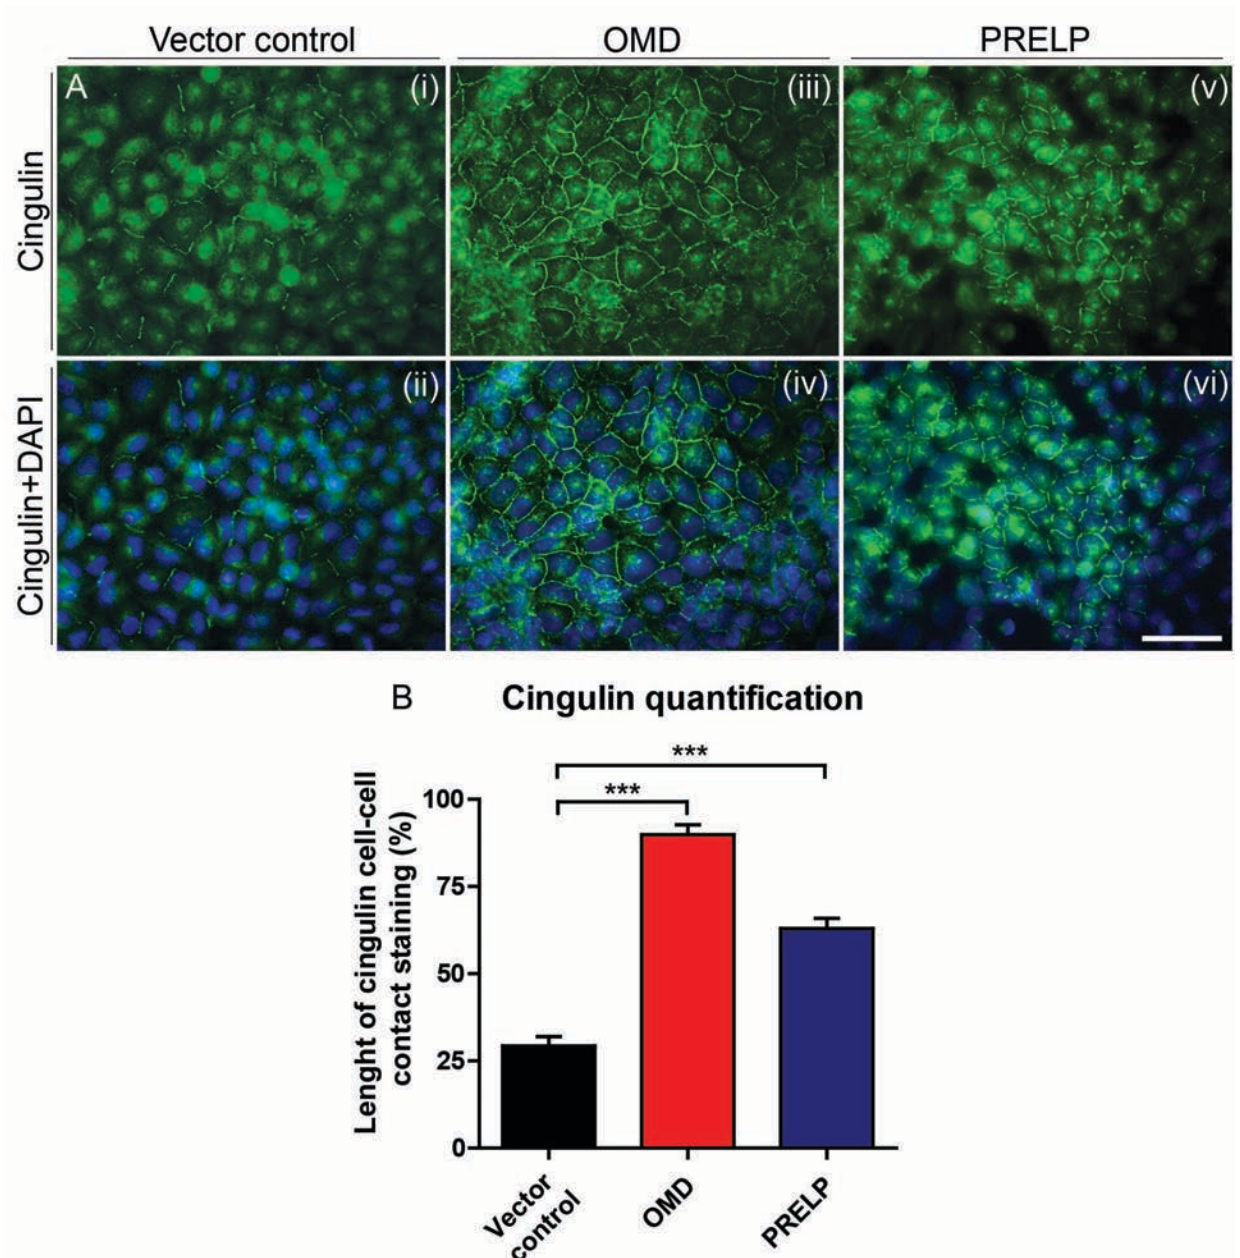 Vector control
OMD
PRELP
Cingulin
A
(i)
(iii)
(v)
Cingulin+DAPI
(ii)
(iv)
(vi)
B
Cingulin quantification
***
***
Lenght of cingulin cell-cell
contact staining (%)
100
75
50
25
0
Vector
control
OMD
PRELP